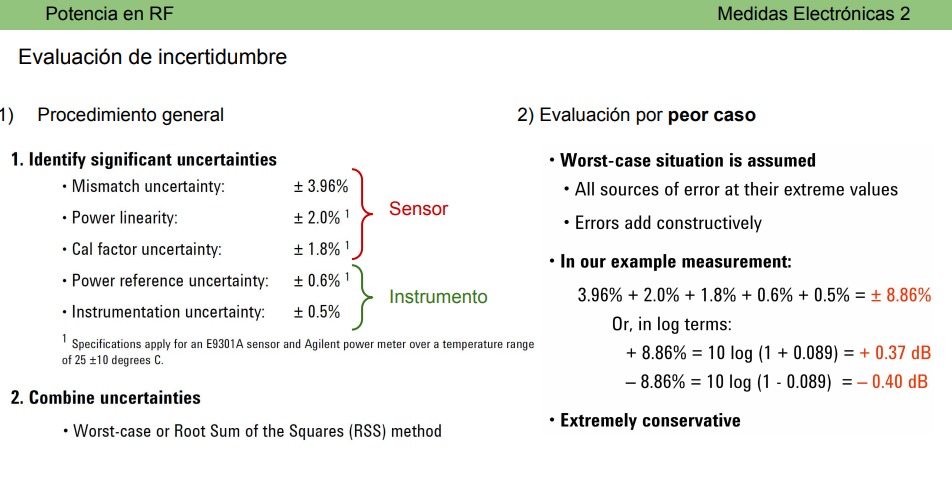 Potencia en RF
Medidas Electrónicas 2
Evaluación de incertidumbre
1) Procedimiento general
1. Identify significant uncertainties
• Mismatch uncertainty: ± 3.96%
• Power linearity: ± 2.0% ¹
• Cal factor uncertainty: ± 1.8% ¹
Sensor
• Power reference uncertainty: ± 0.6% ¹
• Instrumentation uncertainty: ± 0.5%
Instrumento
¹ Specifications apply for an E9301A sensor and Agilent power meter over a temperature range
of 25 ±10 degrees C.
2. Combine uncertainties
• Worst-case or Root Sum of the Squares (RSS) method
2) Evaluación por peor caso
• Worst-case situation is assumed
• All sources of error at their extreme values
• Errors add constructively
• In our example measurement:
3.96% + 2.0% + 1.8% + 0.6% + 0.5% = ± 8.86%
Or, in log terms:
+ 8.86% = 10 log (1 + 0.089) = + 0.37 dB
– 8.86% = 10 log (1 - 0.089) = – 0.40 dB
• Extremely conservative